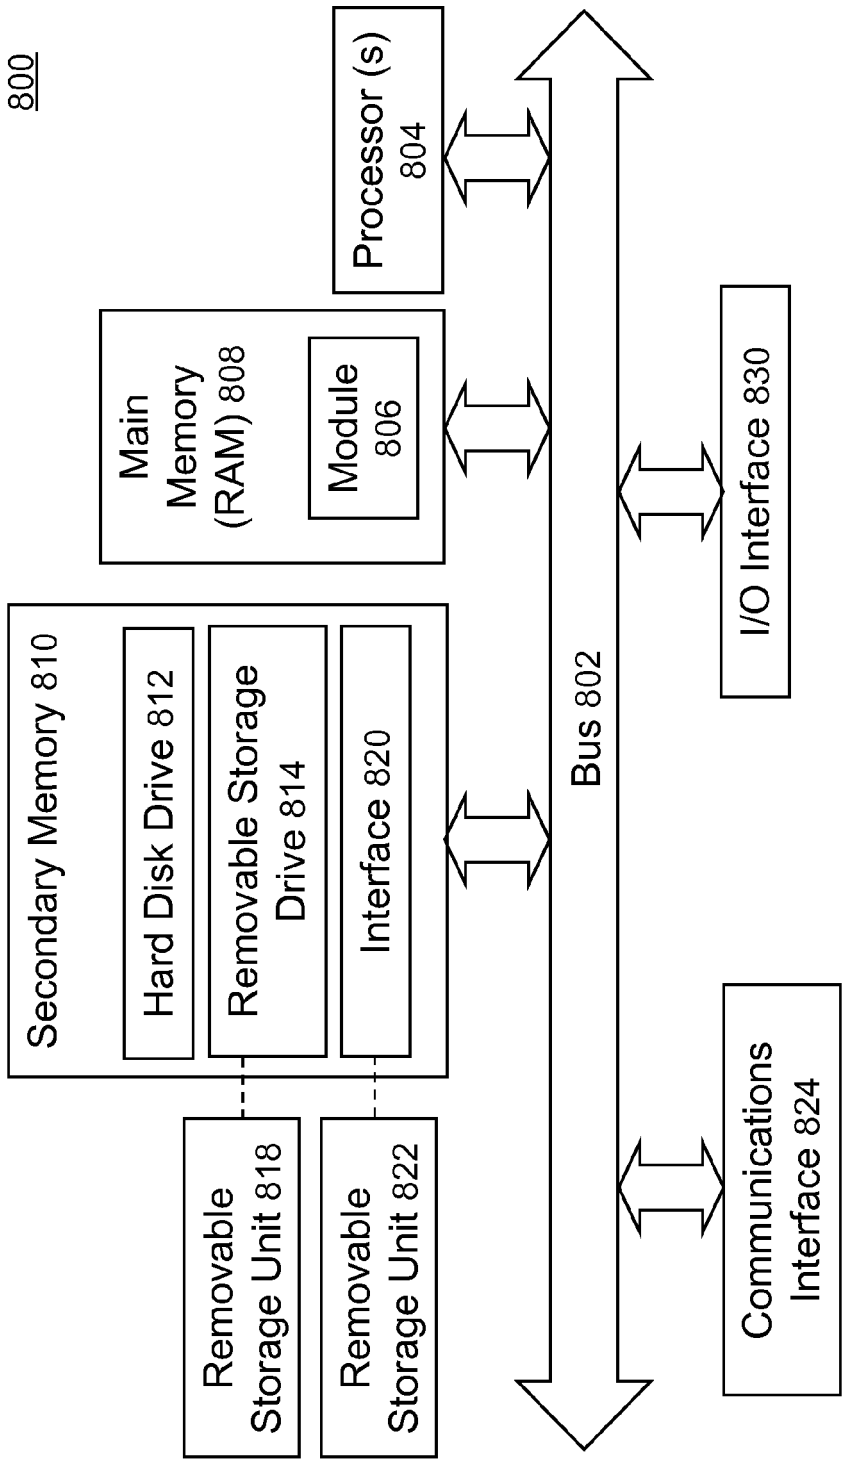 800
Secondary Memory 810
Hard Disk Drive 812
Removable Storage
Drive 814
Interface 820
Removable
Storage Unit 818
Removable
Storage Unit 822
Main
Memory
(RAM) 808
Module
806
Processor (s)
804
Bus 802
Communications
Interface 824
I/O Interface 830